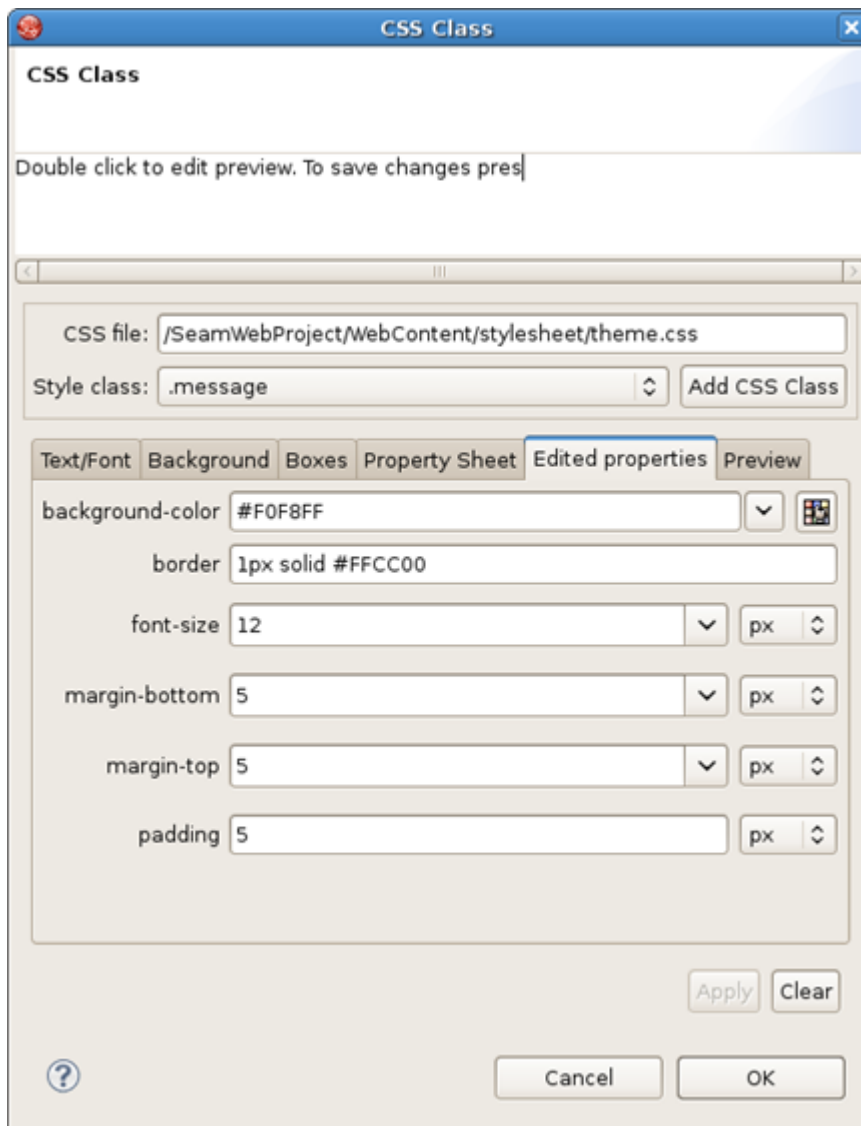 CSS Class
CSS Class
Double click to edit preview. To save changes pres
CSS file: /SeamWebProject/WebContent/stylesheet/theme.css
Style class: .message Add CSS Class
Text/Font Background Boxes Property Sheet Edited properties Preview
background-color #F0F8FF
border 1px solid #FFCC00
font-size 12 px
margin-bottom 5 px
margin-top 5 px
padding 5 px
Apply Clear
? Cancel OK